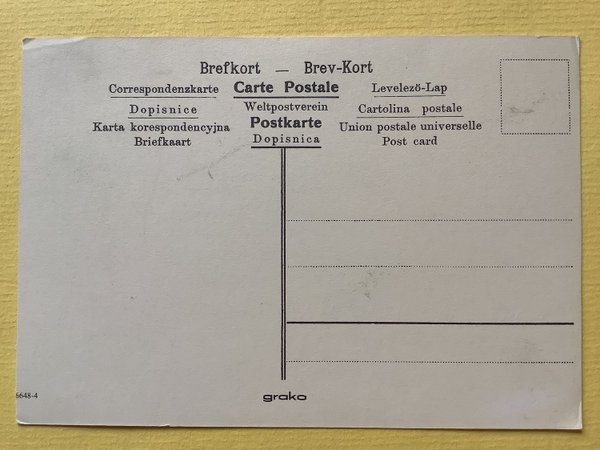 Brefkort — Brev-Kort
Correspondenzkarte Carte Postale Levelező-Lap
Dopisnice Weltpostverein Cartolina postale
Karta korespondencyjna Postkarte Union postale universelle
Briefkaart Dopisnica Post card
6648-4
grako